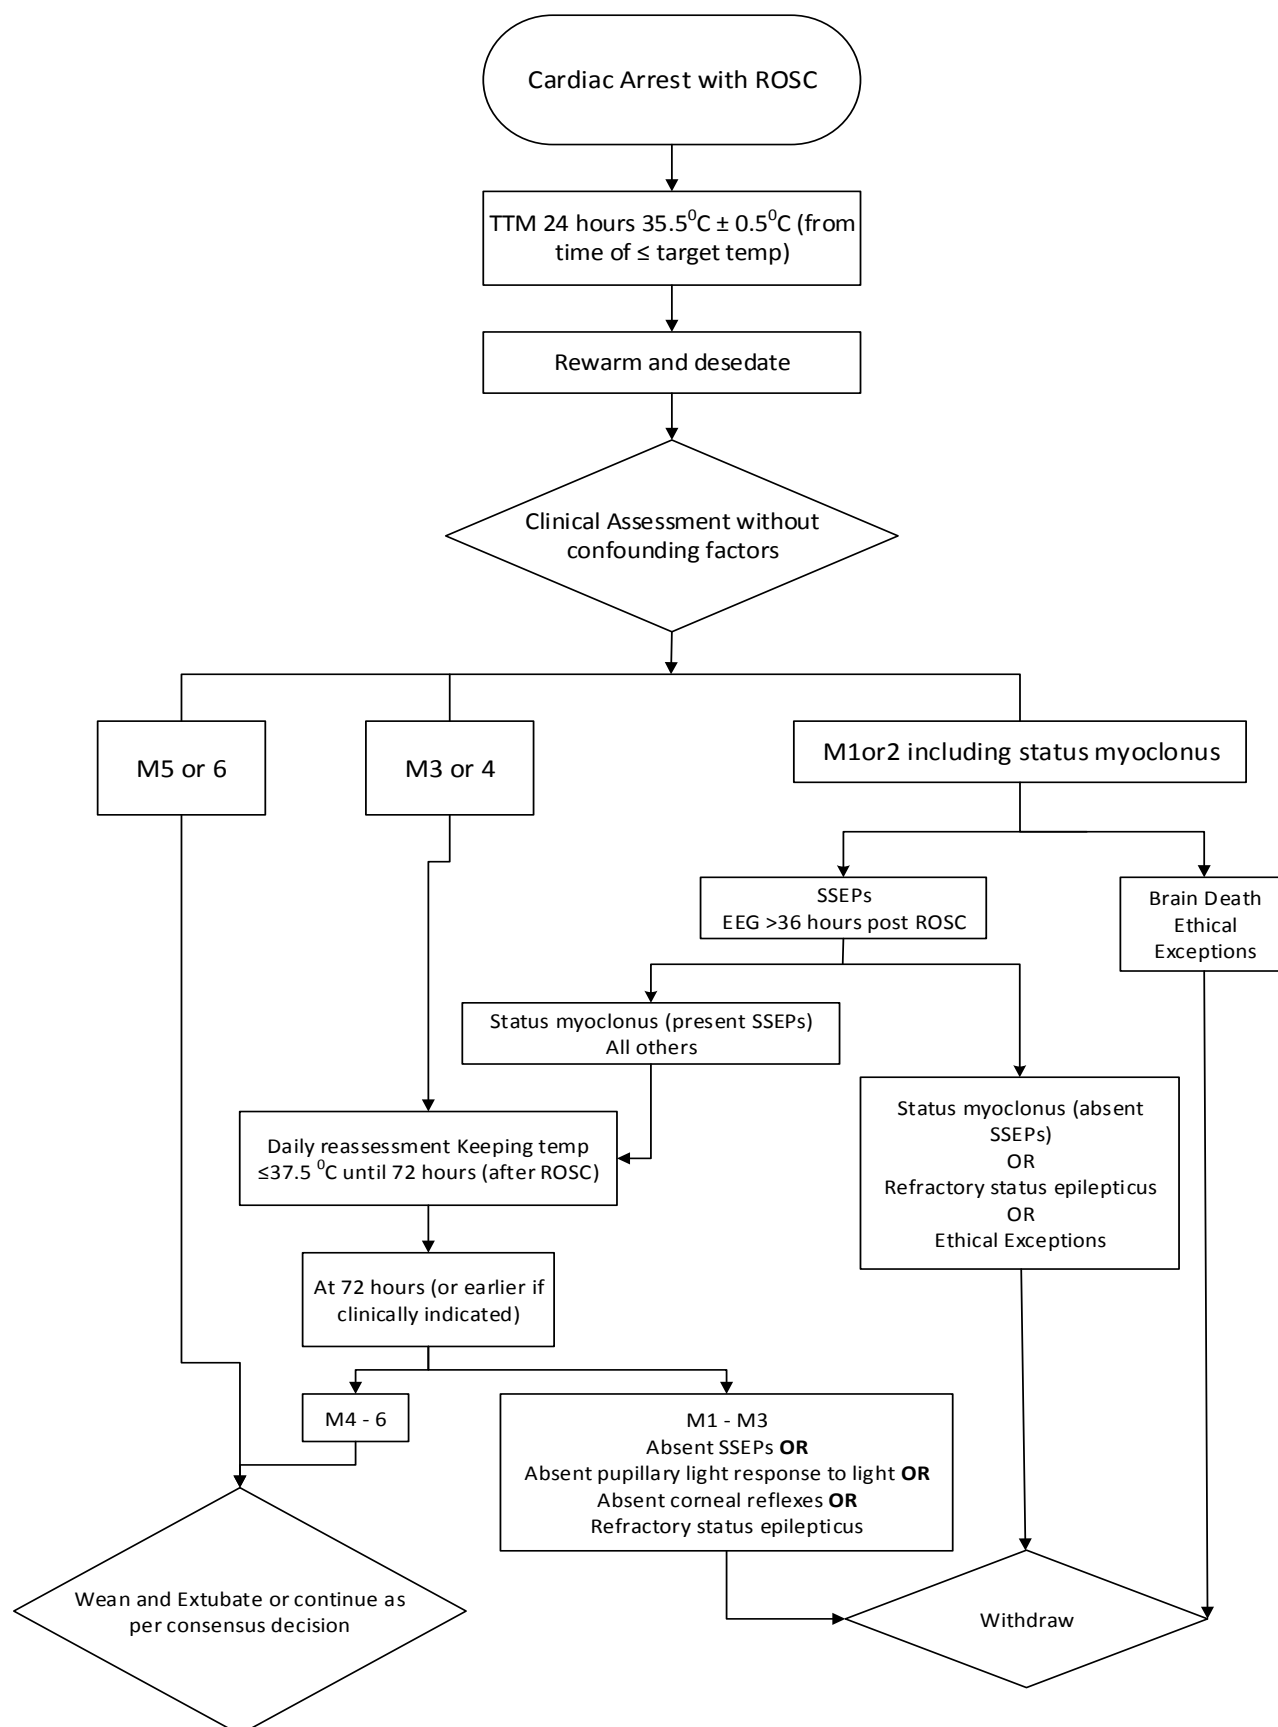 Cardiac Arrest with ROSC
TTM 24 hours 35.5⁰C ± 0.5⁰C (from
time of ≤ target temp)
Rewarm and desedate
Clinical Assessment without
confounding factors
M5 or 6
M3 or 4
M1or2 including status myoclonus
SSEPs
EEG >36 hours post ROSC
Brain Death
Ethical
Exceptions
Status myoclonus (present SSEPs)
All others
Status myoclonus (absent
SSEPs)
OR
Refractory status epilepticus
OR
Ethical Exceptions
Daily reassessment Keeping temp
≤37.5 ⁰C until 72 hours (after ROSC)
At 72 hours (or earlier if
clinically indicated)
M4 - 6
M1 - M3
Absent SSEPs OR
Absent pupillary light response to light OR
Absent corneal reflexes OR
Refractory status epilepticus
Wean and Extubate or continue as
per consensus decision
Withdraw